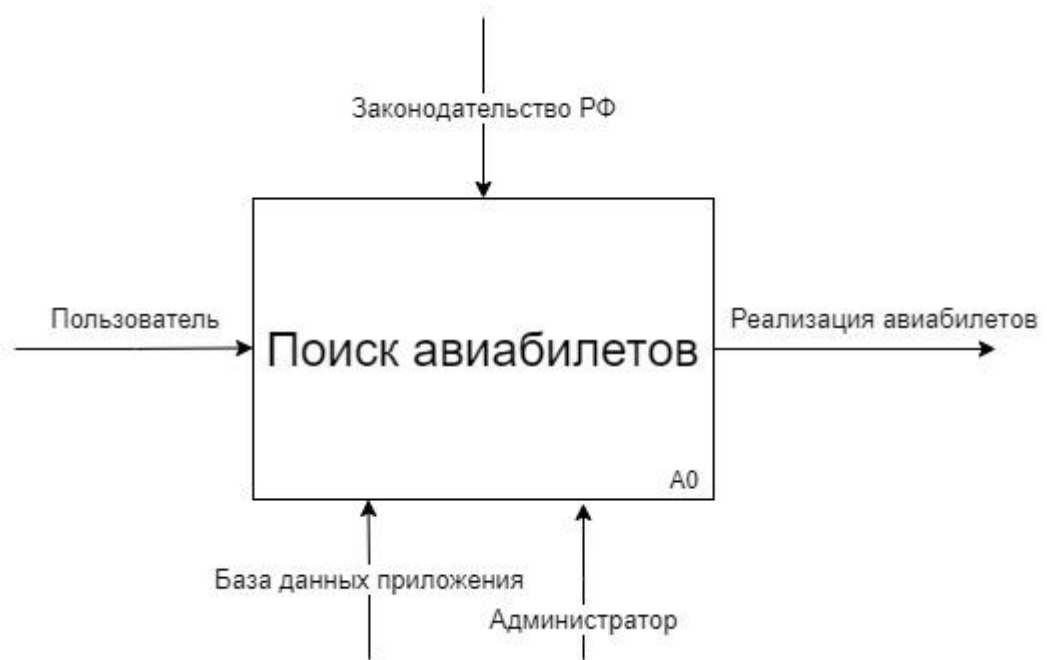 Законодательство РФ
Пользователь
Реализация авиабилетов
Поиск авиабилетов
A0
База данных приложения
Администратор